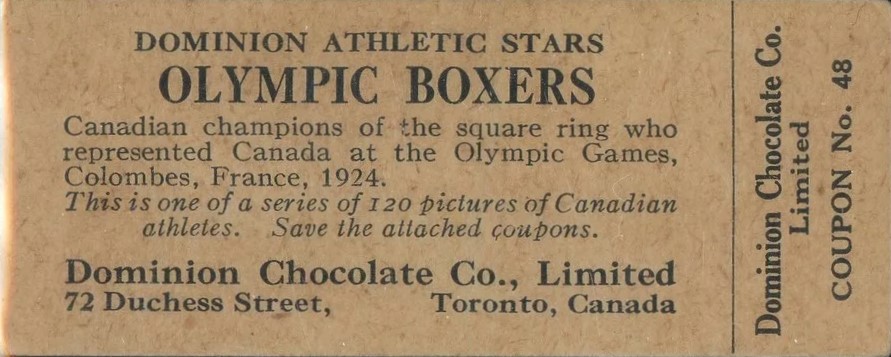 DOMINION ATHLETIC STARS
OLYMPIC BOXERS
Canadian champions of the square ring who
represented Canada at the Olympic Games,
Colombes, France, 1924.
This is one of a series of 120 pictures of Canadian
athletes. Save the attached coupons.
Dominion Chocolate Co., Limited
72 Duchess Street, Toronto, Canada
Dominion Chocolate Co.
Limited
COUPON No. 48